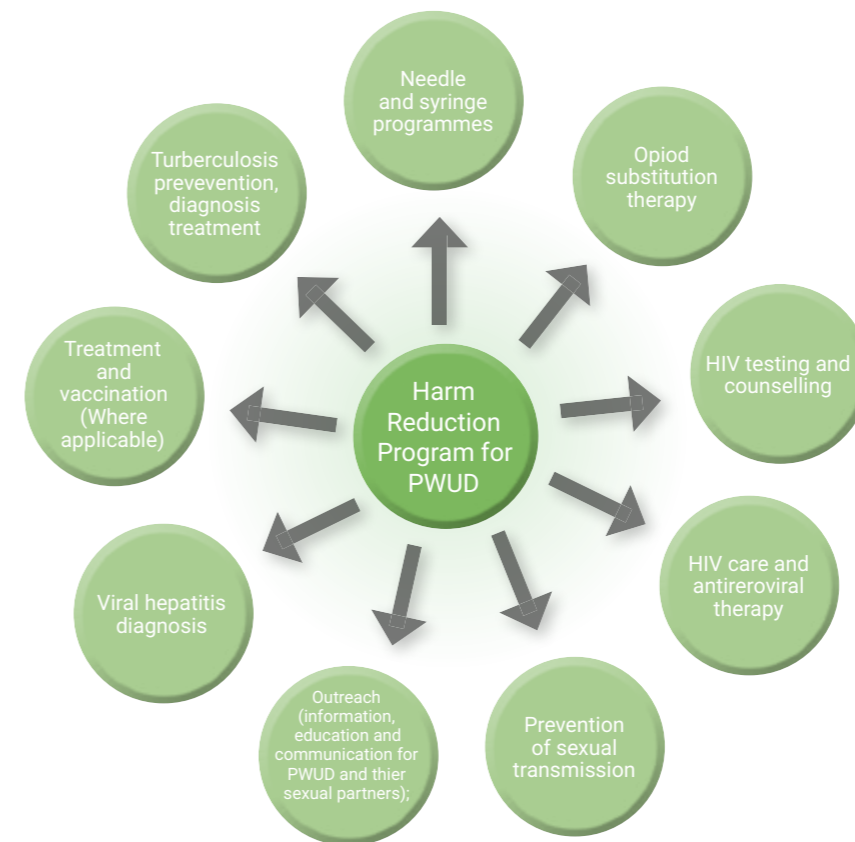 Needle
and syringe
programmes
Opiod
substitution
therapy
HIV testing and
counselling
HIV care and
antireroviral
therapy
Prevention
of sexual
transmission
Outreach
(information,
education and
communication for
PWUD and thier
sexual partners);
Viral hepatitis
diagnosis
Treatment
and
vaccination
(Where
applicable)
Turberculosis
prevevention,
diagnosis
treatment
Harm
Reduction
Program for
PWUD